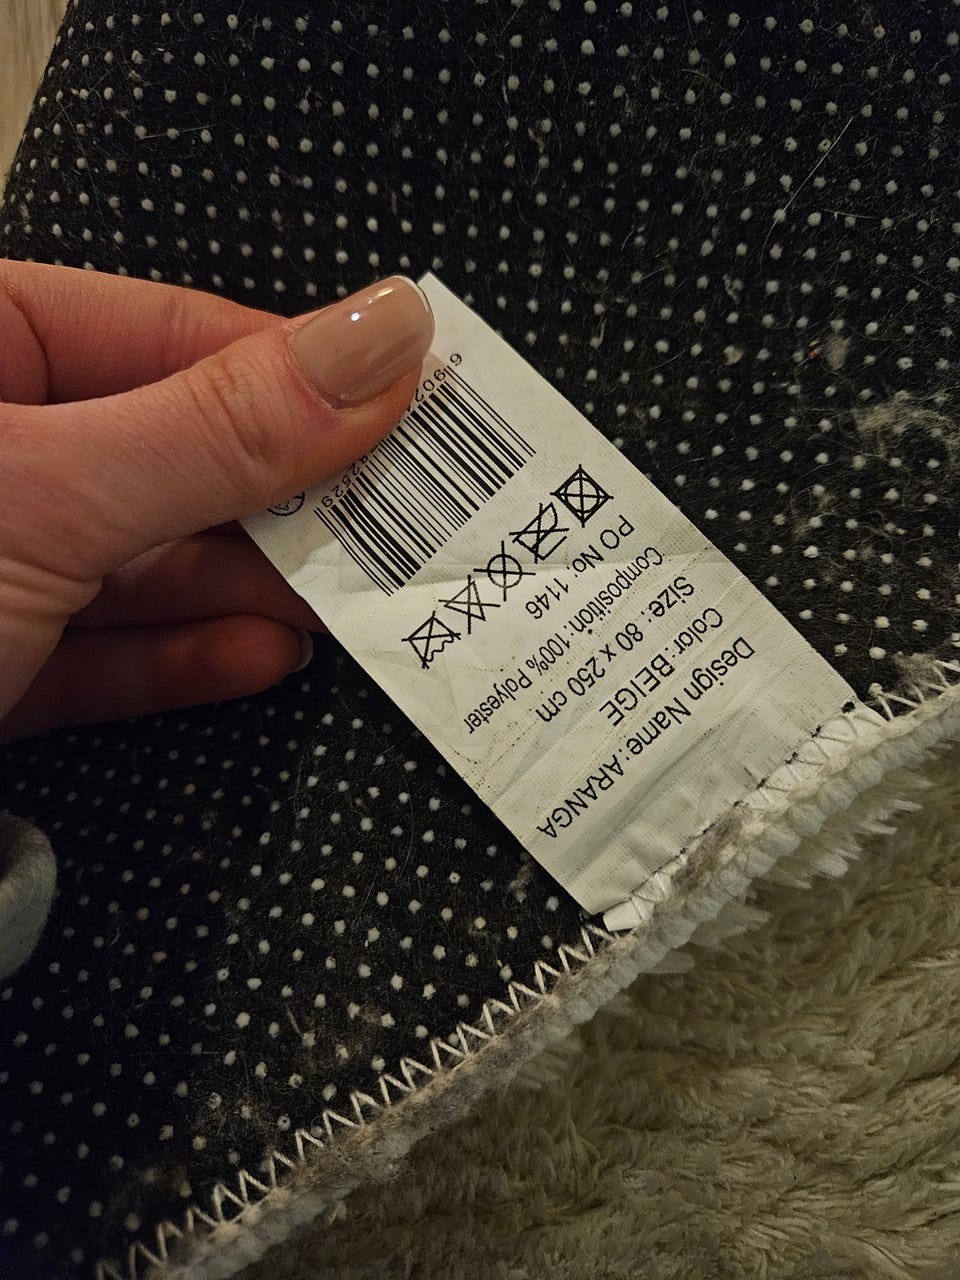 Design Name: ARANGA
Color: BEIGE
Size: 80 x 250 cm
Composition: 100% Polyester
PO No: 1146